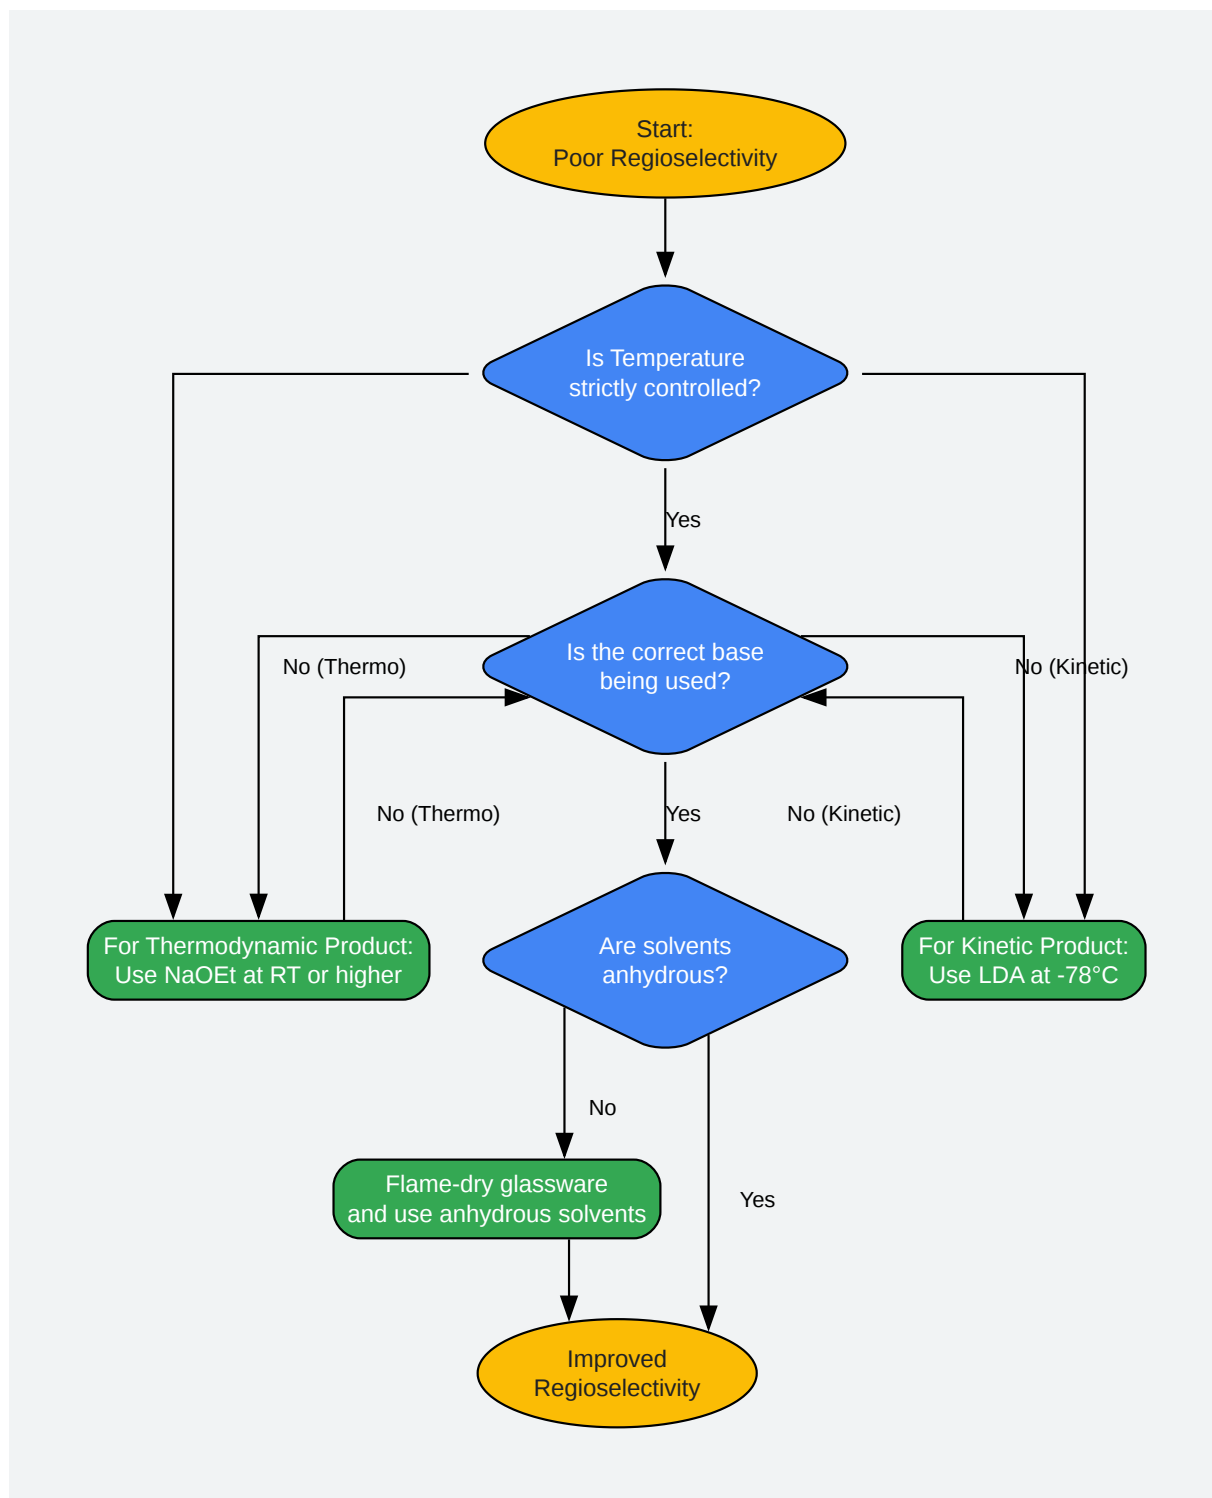 Start:
Poor Regioselectivity
Is Temperature
strictly controlled?
Yes
Is the correct base
being used?
No (Thermo)
No (Kinetic)
No (Thermo)
Yes
No (Kinetic)
For Thermodynamic Product:
Use NaOEt at RT or higher
Are solvents
anhydrous?
For Kinetic Product:
Use LDA at -78°C
No
Flame-dry glassware
and use anhydrous solvents
Yes
Improved
Regioselectivity